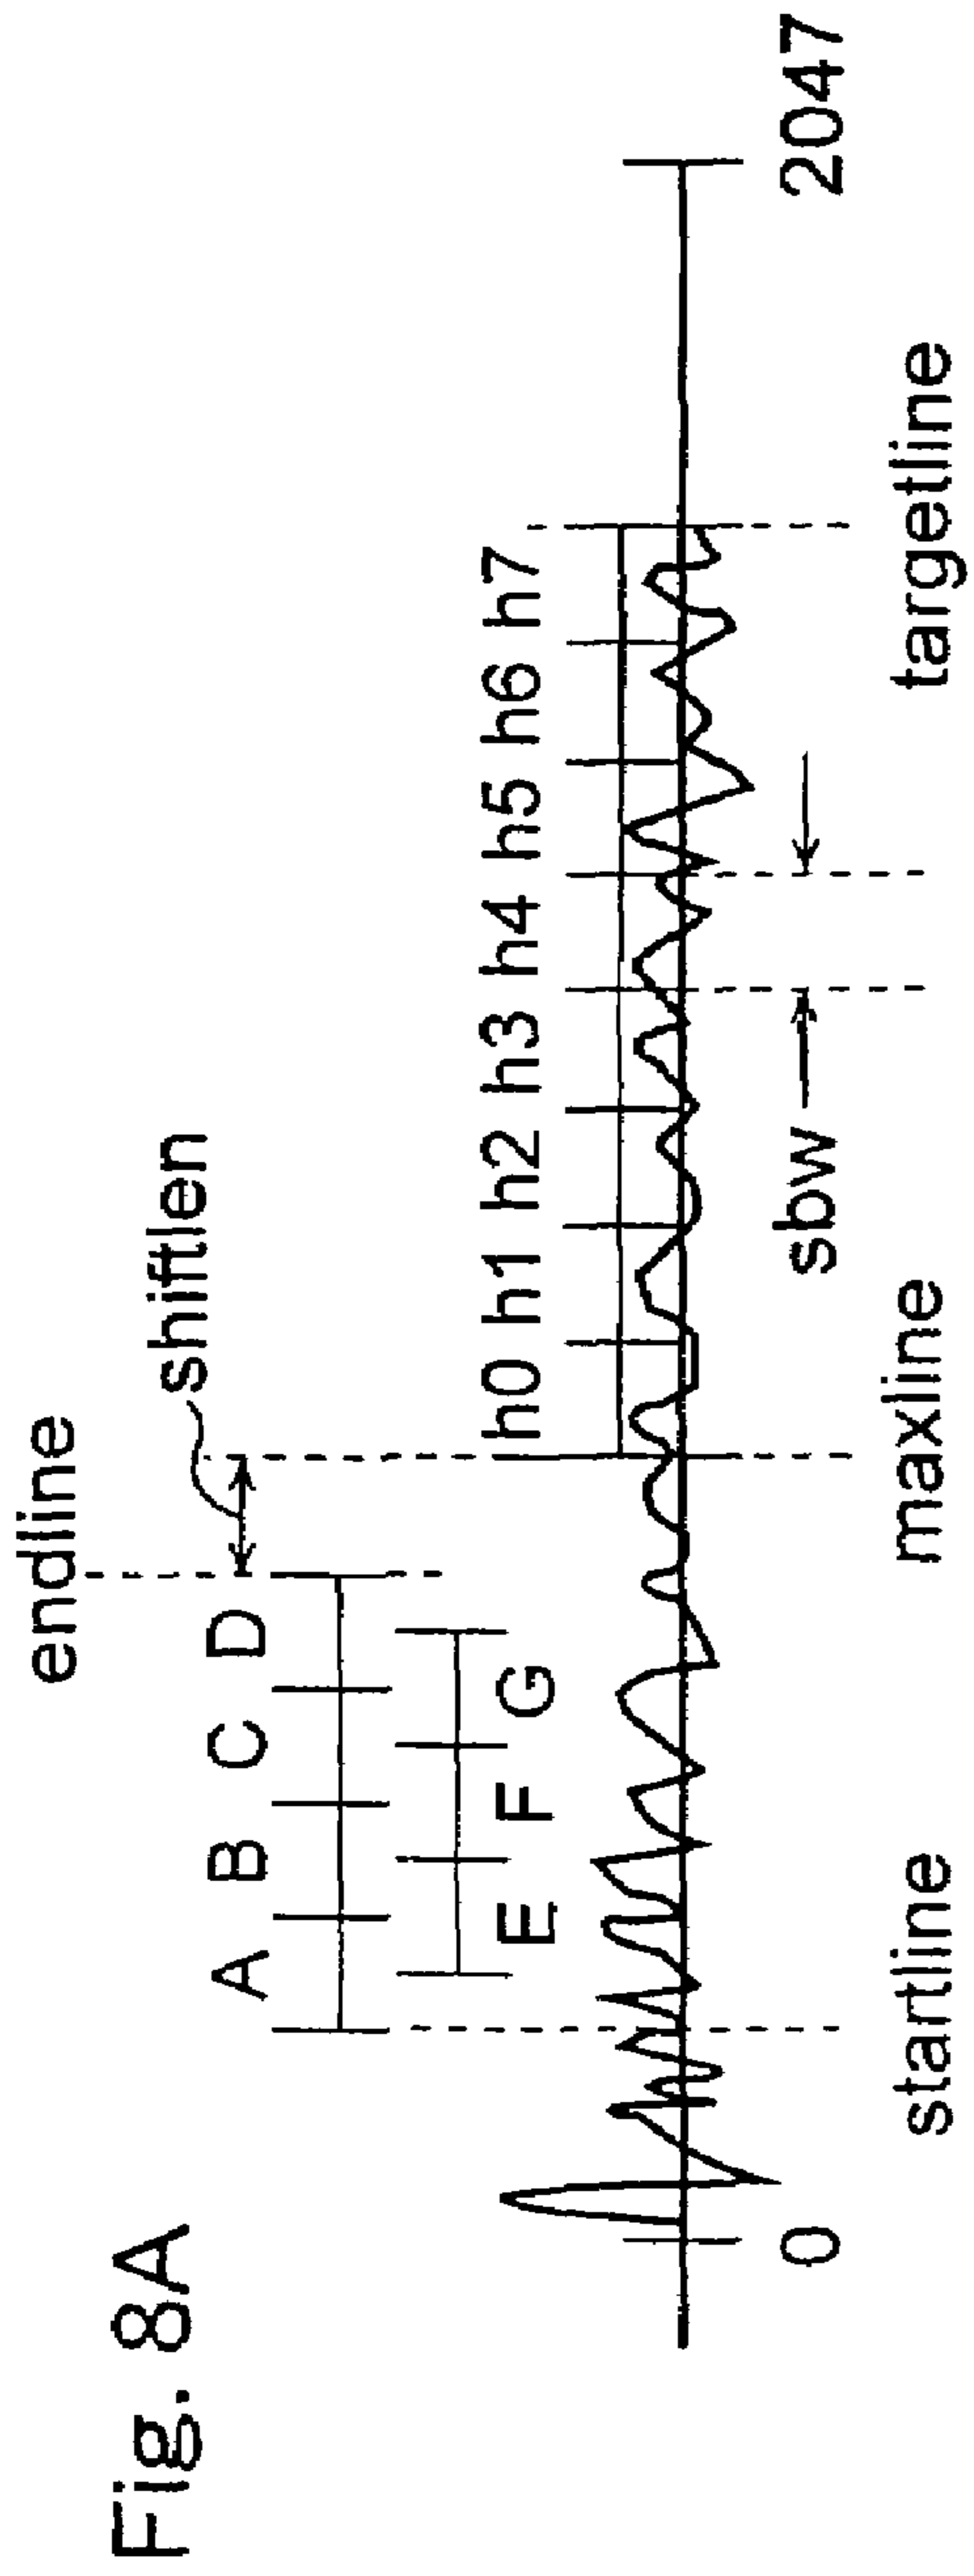 Fig. 8A
endline
shiftlen
A B C D
E F G
h0 h1 h2 h3 h4 h5 h6 h7
0
sbw
2047
startline
maxline
targetline